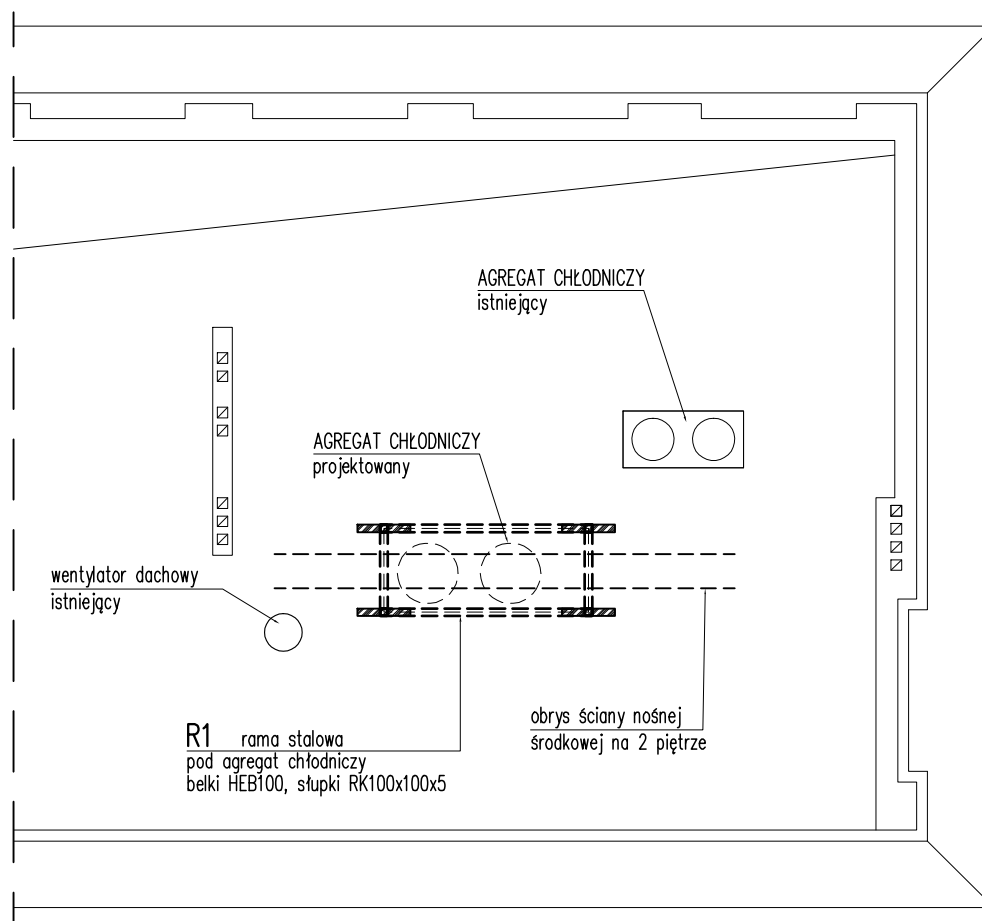 AGREGAT CHŁODNICZY
istniejący
AGREGAT CHŁODNICZY
projektowany
wentylator dachowy
istniejący
R1 rama stalowa
pod agregat chłodniczy
belki HEB100, słupki RK100x100x5
obrys ściany nośnej
środkowej na 2 piętrze